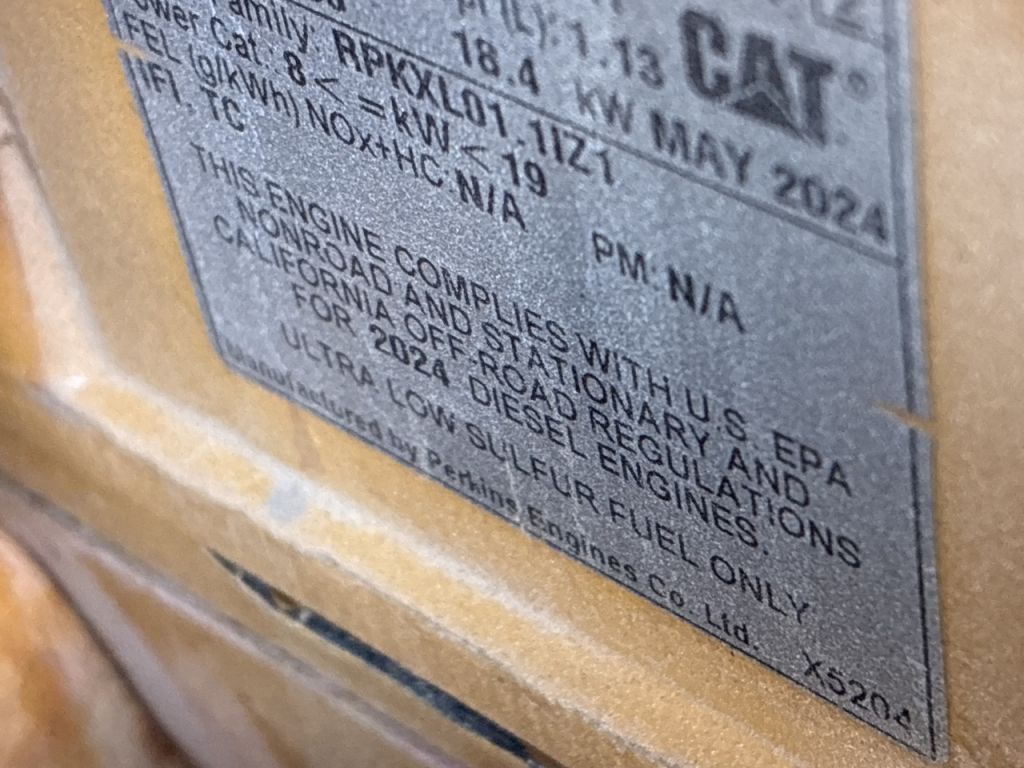 (L): 1.13 CAT®
18.4 kW MAY 2024
Family: RPKXL01.1IZ1
Power Cat: 8<=kW<19
FEL (g/kWh) NOx+HC: N/A PM: N/A
IFI, TC
THIS ENGINE COMPLIES WITH U.S. EPA
NONROAD AND STATIONARY AND
CALIFORNIA OFF-ROAD REGULATIONS
FOR 2024 DIESEL ENGINES.
ULTRA LOW SULFUR FUEL ONLY
Manufactured by Perkins Engines Co. Ltd X5204